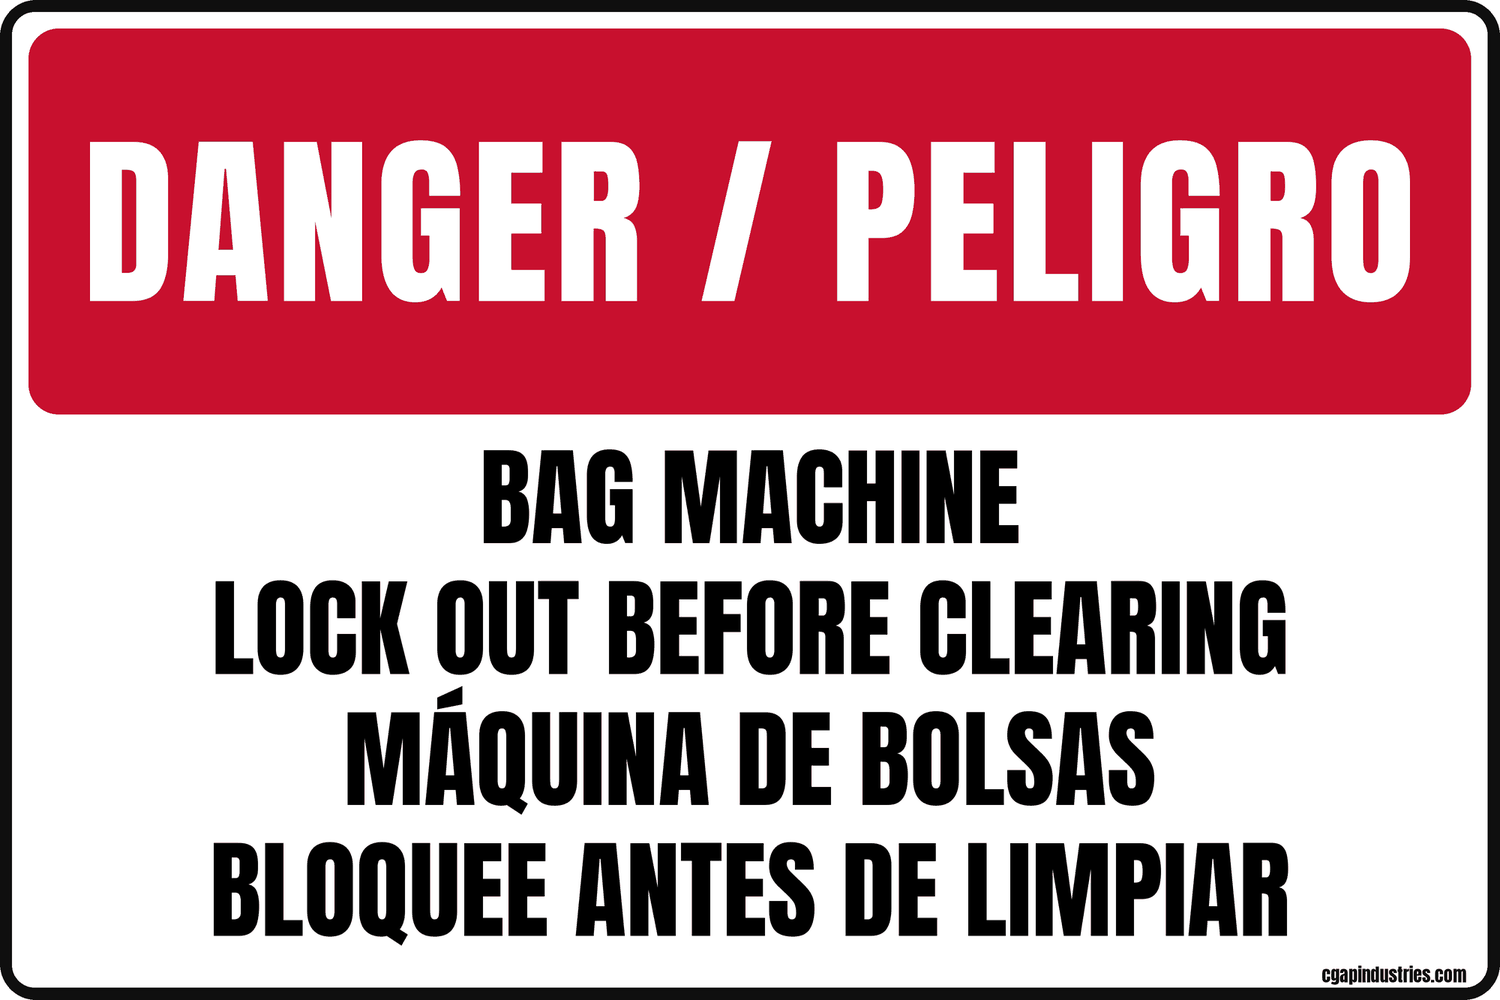 DANGER / PELIGRO
BAG MACHINE
LOCK OUT BEFORE CLEARING
MÁQUINA DE BOLSAS
BLOQUEE ANTES DE LIMPIAR
cgapindustries.com